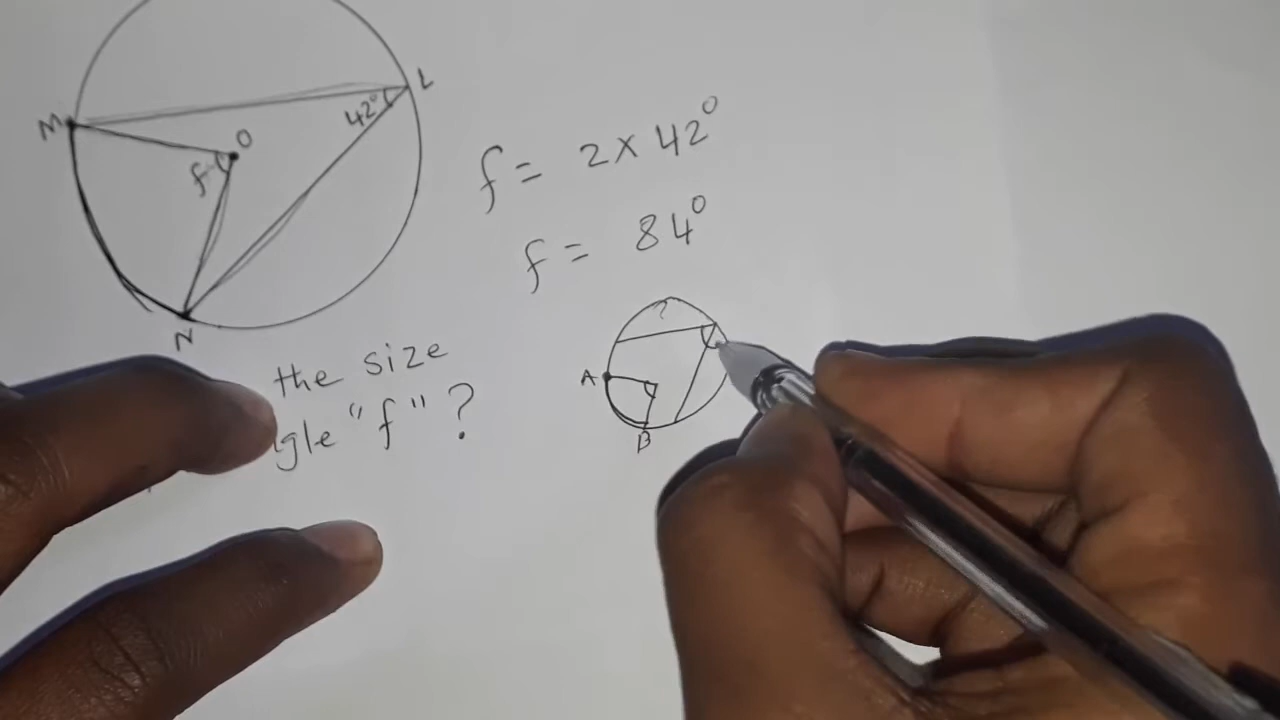 M
L
42°
O
f
N
f = 2 x 42°
f = 84°
the size
gle "f" ?
?
A
B